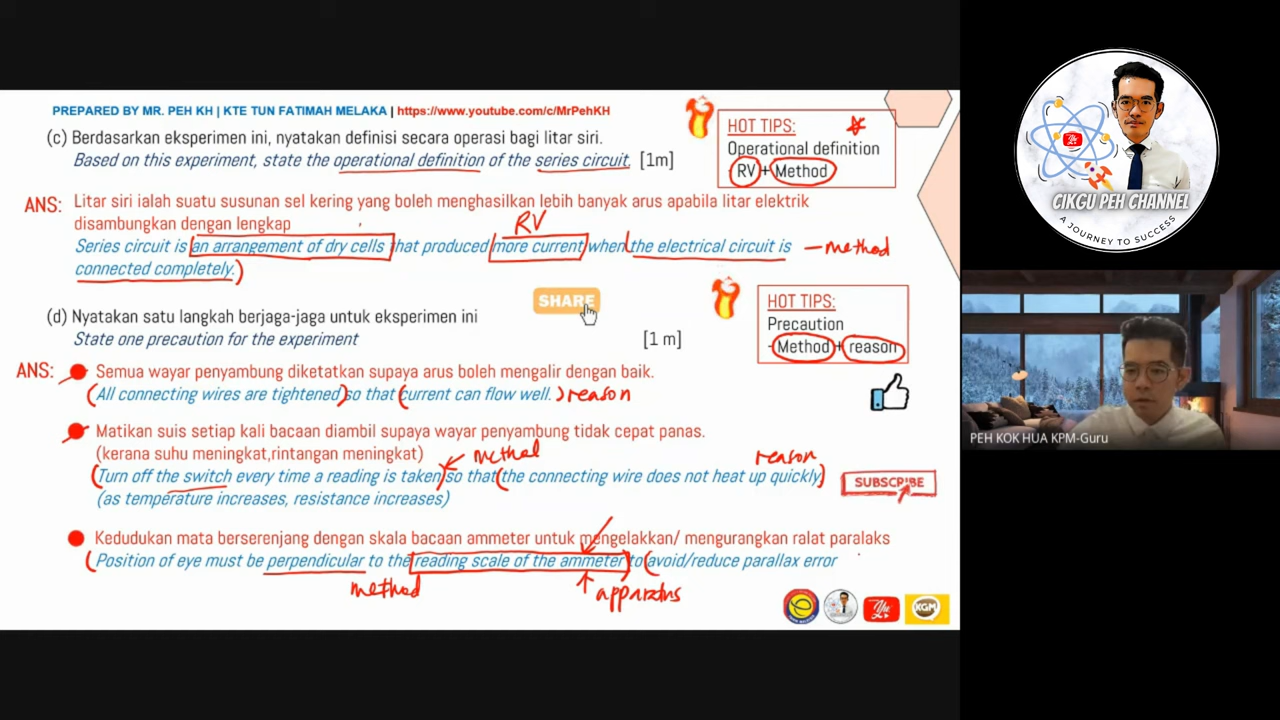 PREPARED BY MR. PEH KH | KTE TUN FATIMAH MELAKA | https://www.youtube.com/c/MrPehKH
(c) Berdasarkan eksperimen ini, nyatakan definisi secara operasi bagi litar siri.
Based on this experiment, state the operational definition of the series circuit. [1m]
HOT TIPS:
Operational definition
- RV + Method
ANS: Litar siri ialah suatu susunan sel kering yang boleh menghasilkan lebih banyak arus apabila litar elektrik
disambungkan dengan lengkap
RV
Series circuit is an arrangement of dry cells that produced more current when the electrical circuit is – method
connected completely.
SHARE
(d) Nyatakan satu langkah berjaga-jaga untuk eksperimen ini
State one precaution for the experiment [1 m]
HOT TIPS:
Precaution
- Method + reason
ANS: Semua wayar penyambung diketatkan supaya arus boleh mengalir dengan baik.
(All connecting wires are tightened) so that (current can flow well.) reason
Matikan suis setiap kali bacaan diambil supaya wayar penyambung tidak cepat panas.
(kerana suhu meningkat,rintangan meningkat)
method
reason
(Turn off the switch every time a reading is taken) so that (the connecting wire does not heat up quickly.)
(as temperature increases, resistance increases)
SUBSCRIBE
Kedudukan mata berserenjang dengan skala bacaan ammeter untuk mengelakkan/ mengurangkan ralat paralaks
(Position of eye must be perpendicular to the reading scale of the ammeter) to (avoid/reduce parallax error
method
apparatus
KGM
CIKGU PEH CHANNEL
A JOURNEY TO SUCCESS
PEH KOK HUA KPM-Guru